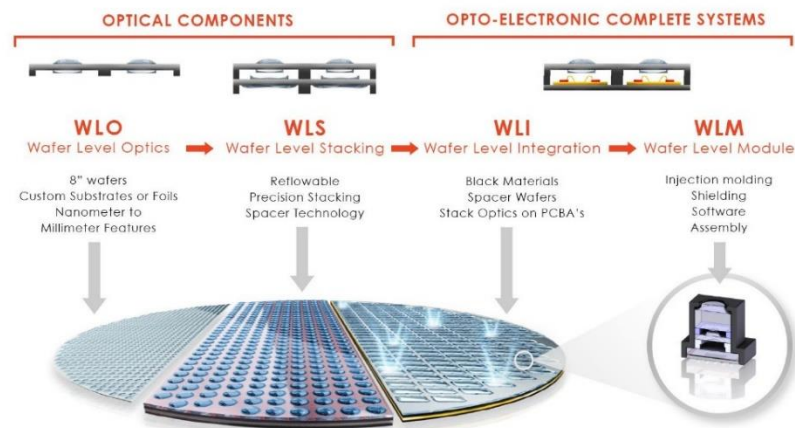 OPTICAL COMPONENTS
OPTO-ELECTRONIC COMPLETE SYSTEMS
WLO
Wafer Level Optics
8" wafers
Custom Substrates or Foils
Nanometer to
Millimeter Features
WLS
Wafer Level Stacking
Reflowable
Precision Stacking
Spacer Technology
WLI
Wafer Level Integration
Black Materials
Spacer Wafers
Stack Optics on PCBA's
WLM
Wafer Level Module
Injection molding
Shielding
Software
Assembly